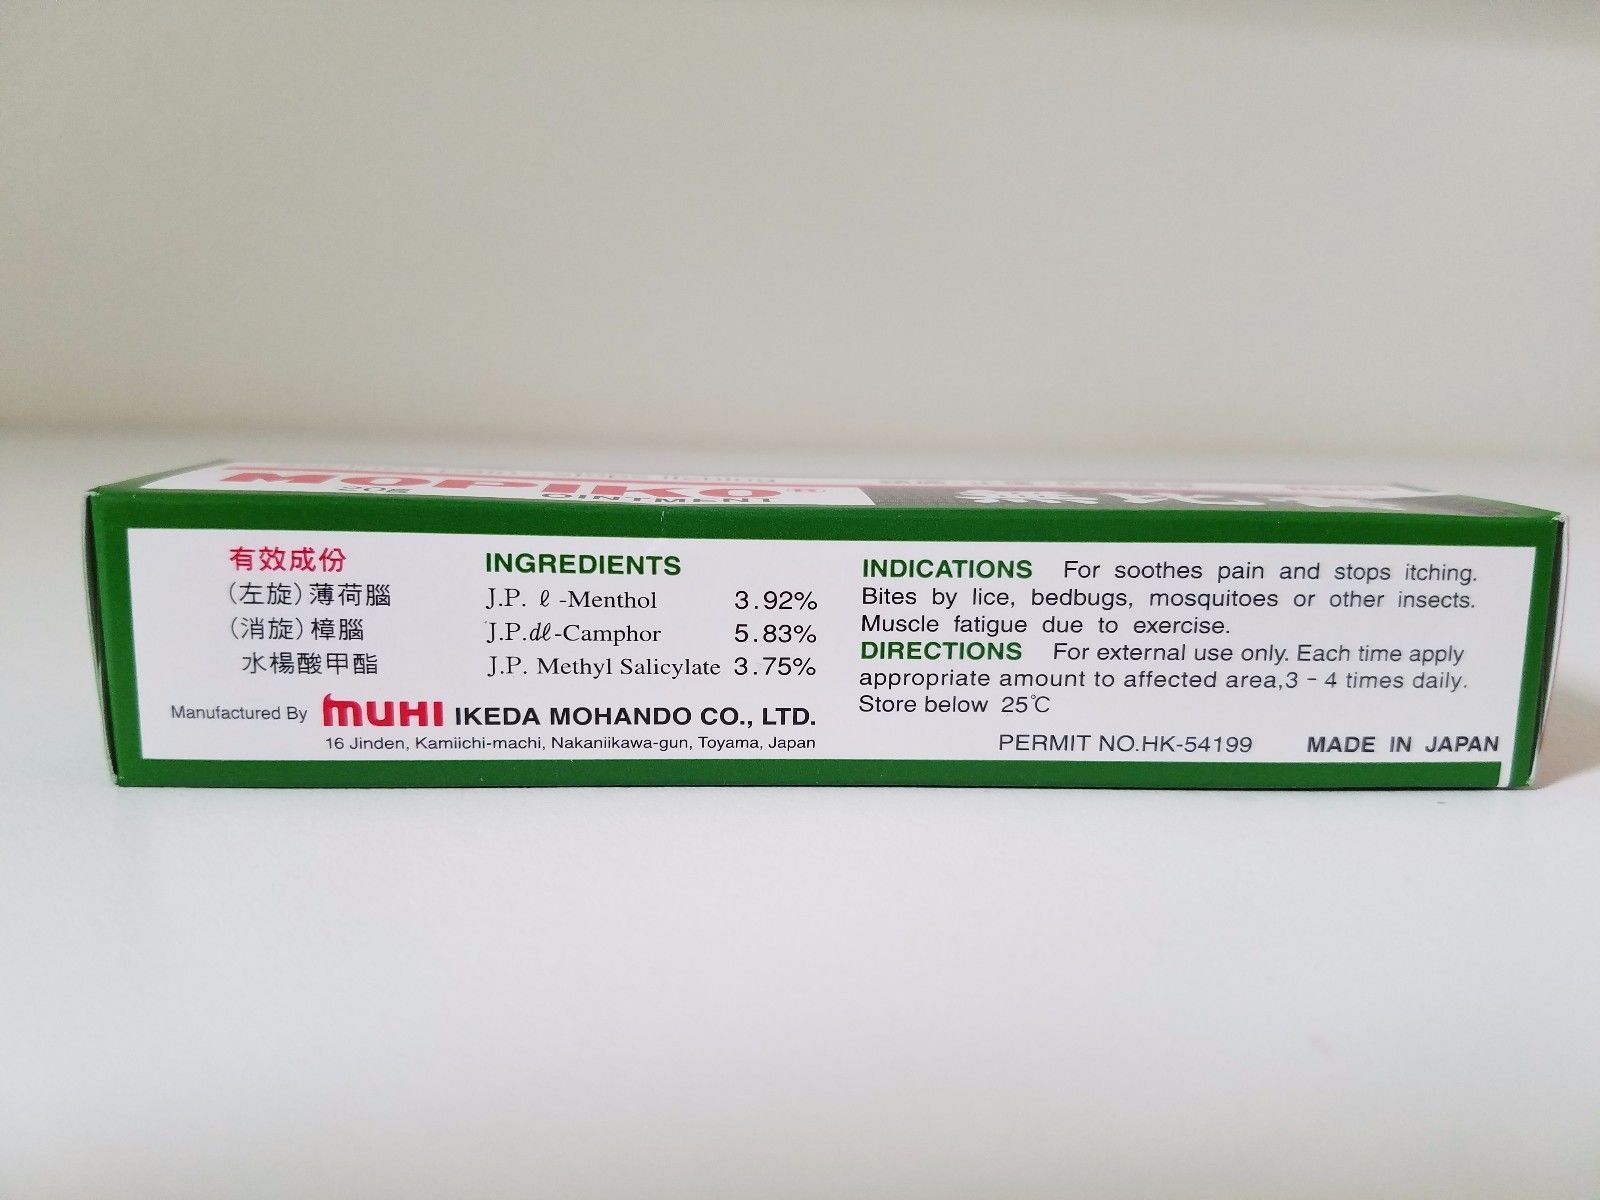 MOPIKO®
20g OINTMENT
有效成份
(左旋)薄荷腦
(消旋)樟腦
水楊酸甲酯
INGREDIENTS
J.P. ℓ -Menthol 3.92%
J.P.dℓ-Camphor 5.83%
J.P. Methyl Salicylate 3.75%
Manufactured By muHI IKEDA MOHANDO CO., LTD.
16 Jinden, Kamiichi-machi, Nakaniikawa-gun, Toyama, Japan
INDICATIONS For soothes pain and stops itching.
Bites by lice, bedbugs, mosquitoes or other insects.
Muscle fatigue due to exercise.
DIRECTIONS For external use only. Each time apply
appropriate amount to affected area,3 - 4 times daily.
Store below 25℃
PERMIT NO.HK-54199 MADE IN JAPAN